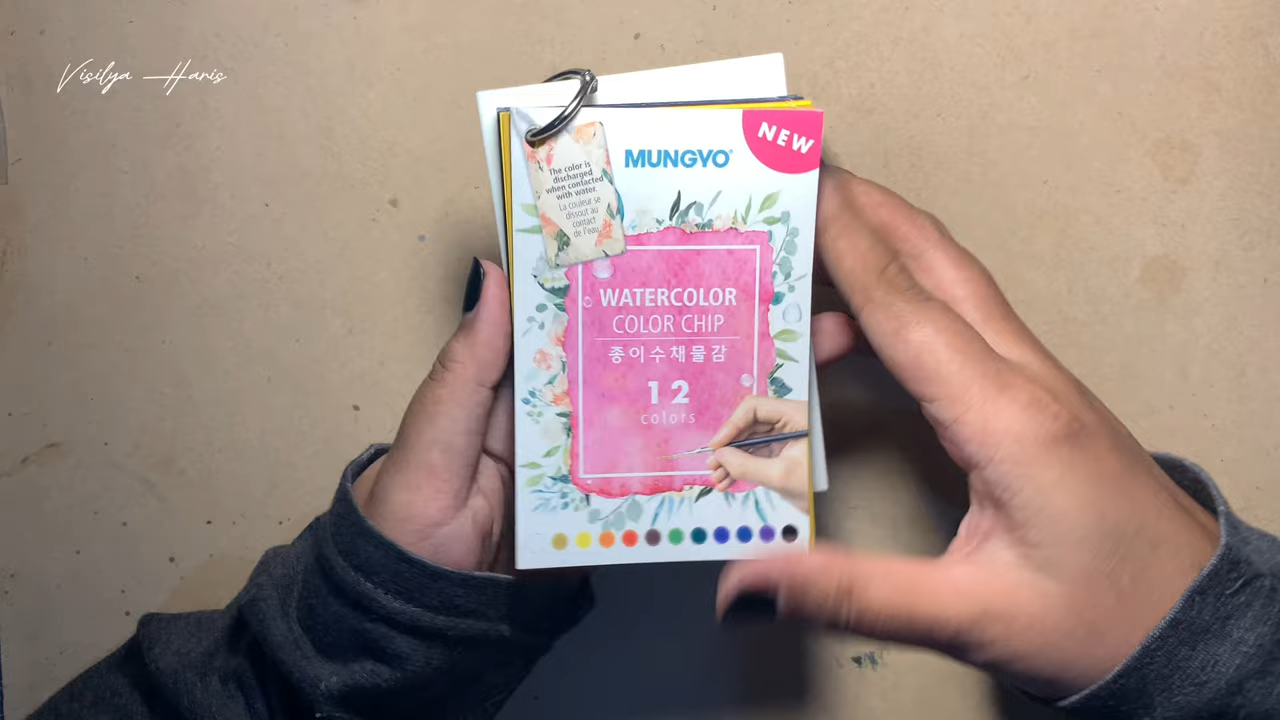 Visilya Haris
NEW
MUNGYO®
The color is
discharged
when contacted
with water.
La couleur se
dissout au
contact
de l'eau.
WATERCOLOR
COLOR CHIP
종이수채물감
12
colors